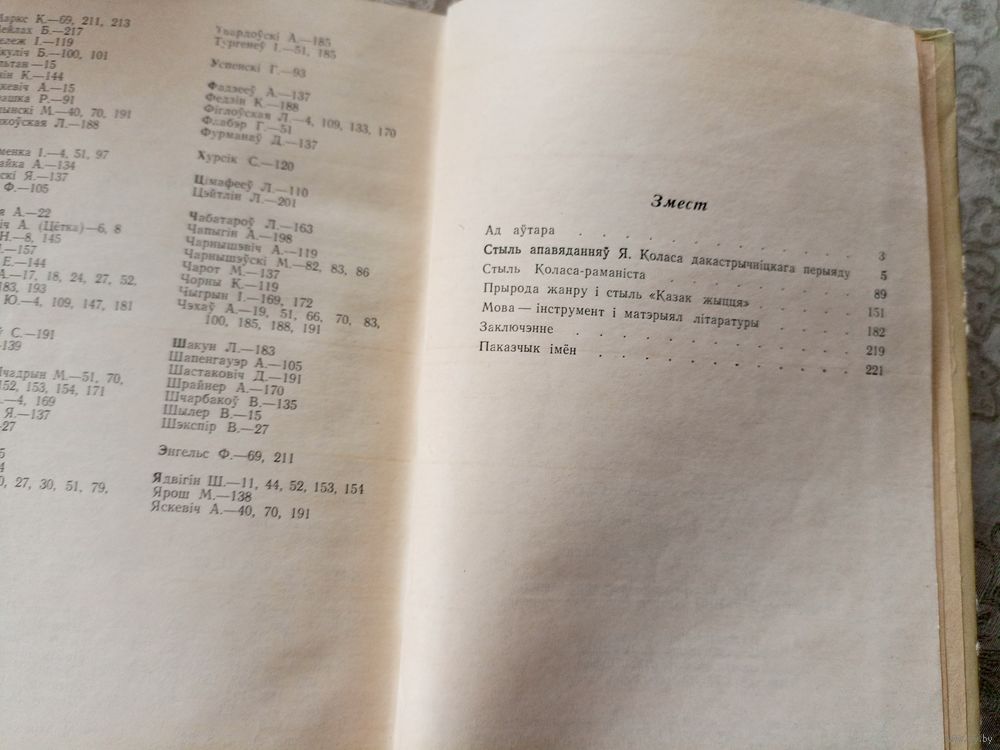 Маркс К.—69, 211, 213
Б.—217
І.—119
Б.—100, 101
—15
К.—144
А.—15
Р.—91
М.—40, 70, 191
Л.—188
І.—4, 51, 97
А.—134
Я.—137
Ф.—105
А.—22
А. (Цётка)—6, 8
Н.—8, 145
—157
Е.—144
А.—17, 18, 24, 27, 52,
183, 193
Ю.—4, 109, 147, 181
С.—191
139
М.—51, 70,
152, 153, 154, 171
—4, 169
Я.—137
27
27, 30, 51, 79,
Твардоўскі А.—185
Тургенеў І.—51, 185
Успенскі Г.—93
Фадзееў А.—137
Федзін К.—188
Фіглоўская Л.—4, 109, 133, 170
Флабэр Г.—51
Фурманаў Д.—137
Хурсік С.—120
Цімафееў Л.—110
Цэйтлін Л.—201
Чабатароў Л.—163
Чапыгін А.—198
Чарнышэвіч А.—119
Чарнышэўскі М.—82, 83, 86
Чарот М.—137
Чорны К.—119
Чыгрын І.—169, 172
Чэхаў А.—19, 51, 66, 70, 83,
100, 185, 188, 191
Шакун Л.—183
Шапенгауэр А.—105
Шастаковіч Д.—191
Шрайнер А.—170
Шчарбакоў В.—135
Шылер В.—15
Шэкспір В.—27
Энгельс Ф.—69, 211
Ядвігін Ш.—11, 44, 52, 153, 154
Ярош М.—138
Яскевіч А.—40, 70, 191
Змест
Ад аўтара . . . . . . . . . 3
Стыль апавяданняў Я. Коласа дакастрычніцкага перыяду 5
Стыль Коласа-раманіста . . . . . . . 89
Прырода жанру і стыль «Казак жыцця» . . . . 151
Мова — інструмент і матэрыял літаратуры . . . . 182
Заключэнне . . . . . . . . . 219
Паказчык імён . . . . . . . . . 221